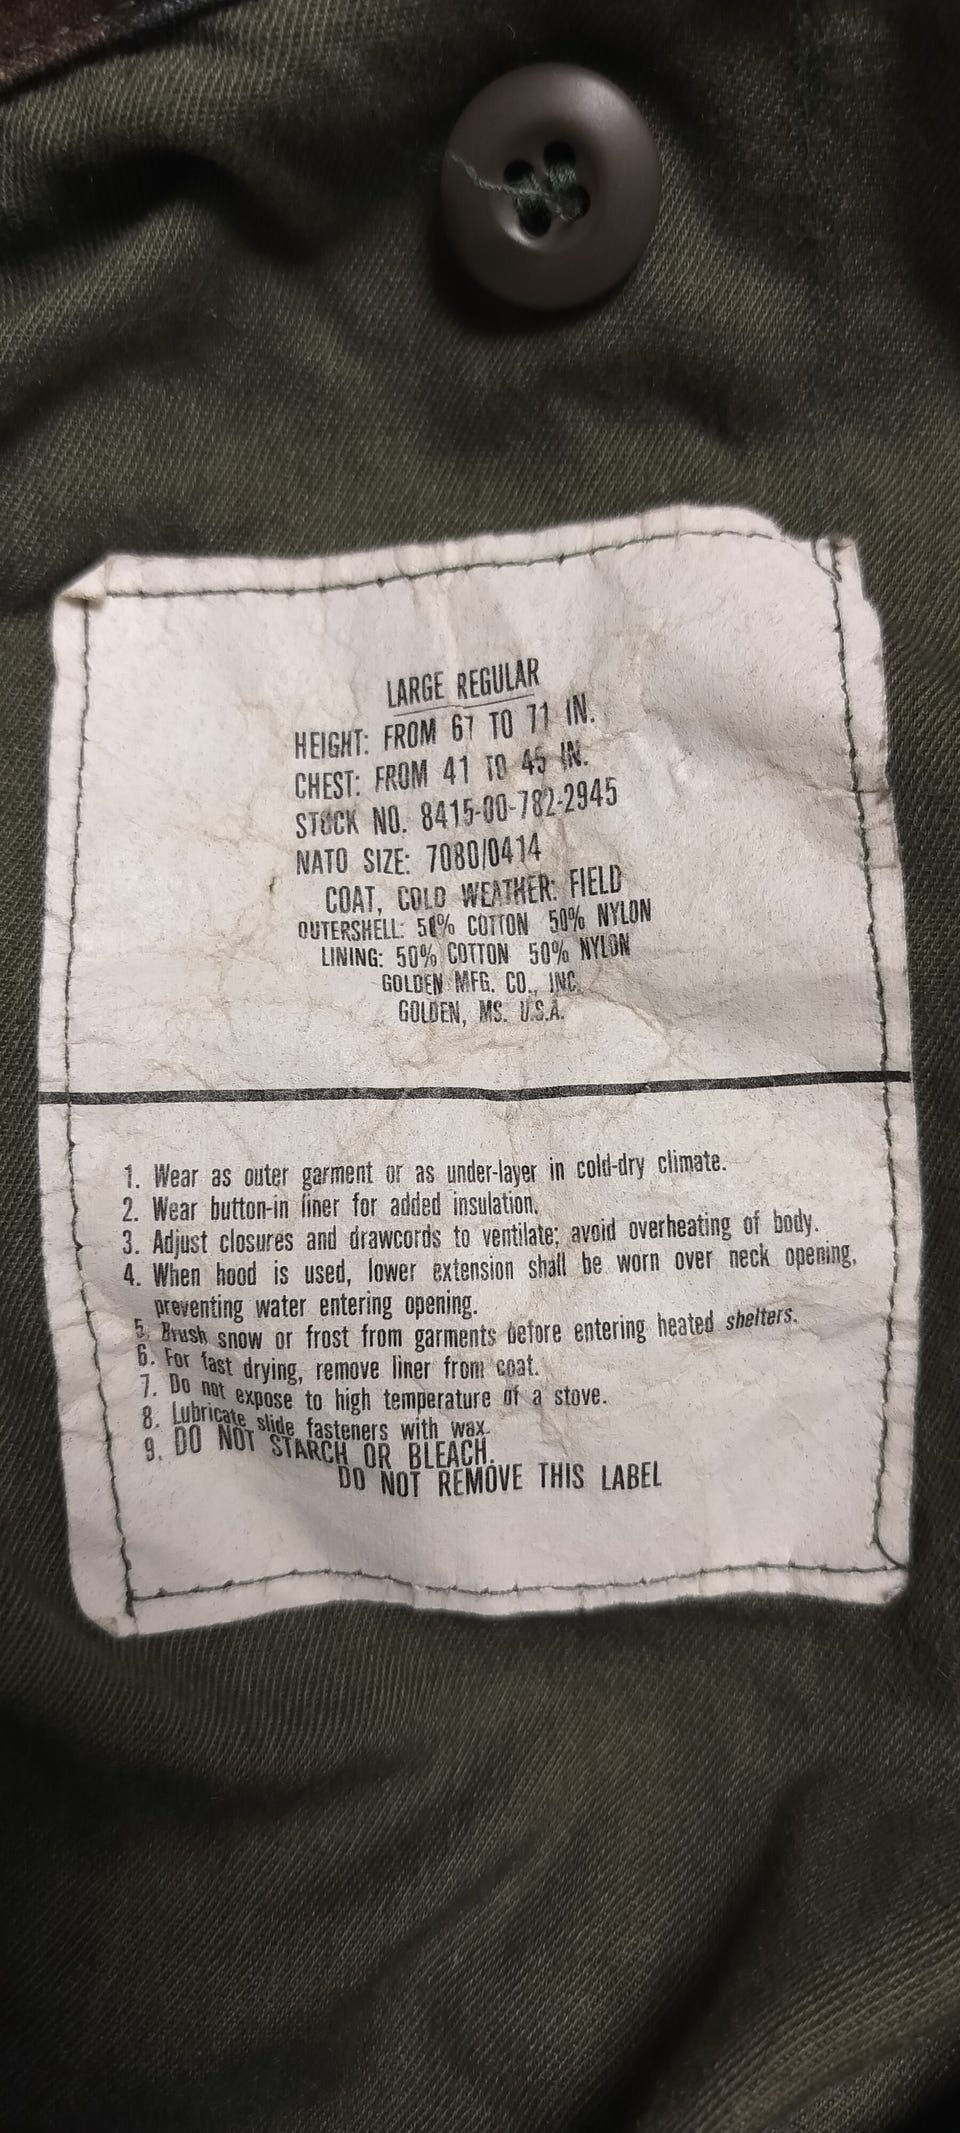 LARGE REGULAR
HEIGHT: FROM 67 TO 71 IN.
CHEST: FROM 41 TO 45 IN.
STOCK NO. 8415-00-782-2945
NATO SIZE: 7080/0414
COAT, COLD WEATHER: FIELD
OUTERSHELL: 50% COTTON 50% NYLON
LINING: 50% COTTON 50% NYLON
GOLDEN MFG. CO., INC.
GOLDEN, MS. U.S.A.
1. Wear as outer garment or as under-layer in cold-dry climate.
2. Wear button-in liner for added insulation.
3. Adjust closures and drawcords to ventilate; avoid overheating of body.
4. When hood is used, lower extension shall be worn over neck opening,
preventing water entering opening.
5. Brush snow or frost from garments before entering heated shelters.
6. For fast drying, remove liner from coat.
7. Do not expose to high temperature of a stove.
8. Lubricate slide fasteners with wax.
9. DO NOT STARCH OR BLEACH.
DO NOT REMOVE THIS LABEL